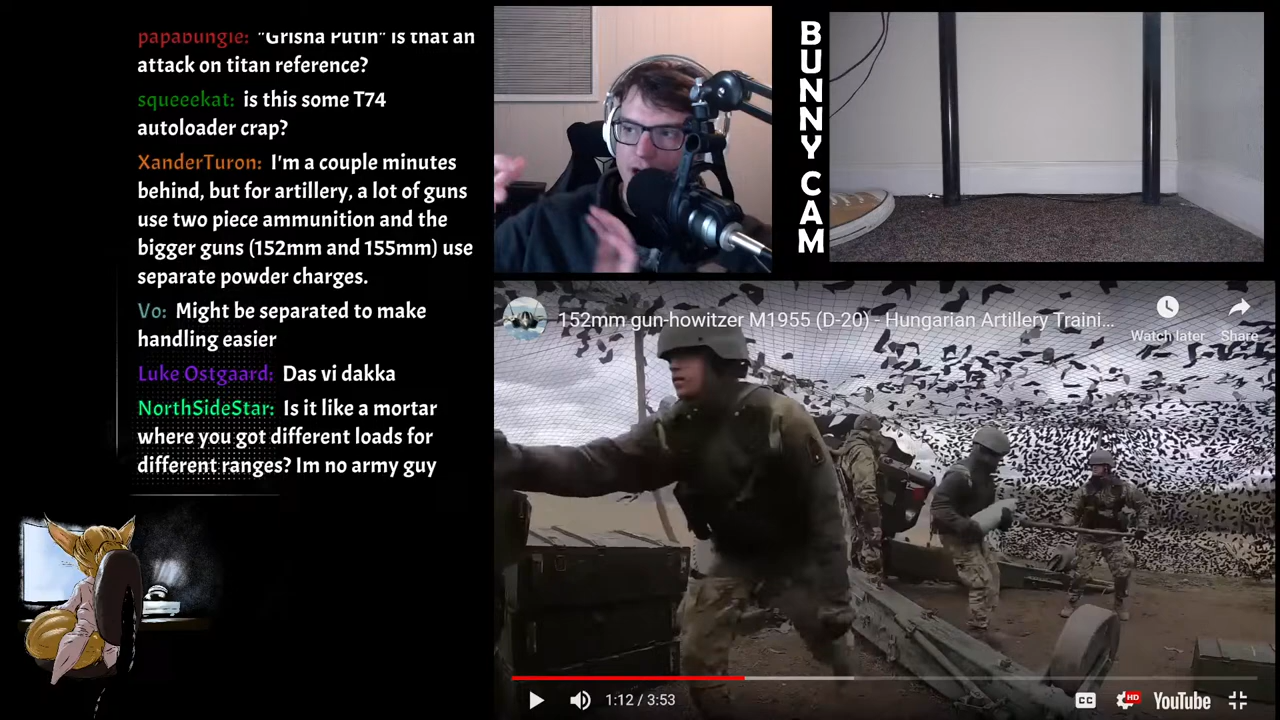 papabungie: "Grisha Putin" is that an
attack on titan reference?
squeeekat: is this some T74
autoloader crap?
XanderTuron: I'm a couple minutes
behind, but for artillery, a lot of guns
use two piece ammunition and the
bigger guns (152mm and 155mm) use
separate powder charges.
Vo: Might be separated to make
handling easier
Luke Ostgaard: Das vi dakka
NorthSideStar: Is it like a mortar
where you got different loads for
different ranges? Im no army guy
BUNNY CAM
152mm gun-howitzer M1955 (D-20) - Hungarian Artillery Traini...
Watch later
Share
1:12 / 3:53
CC
HD
YouTube